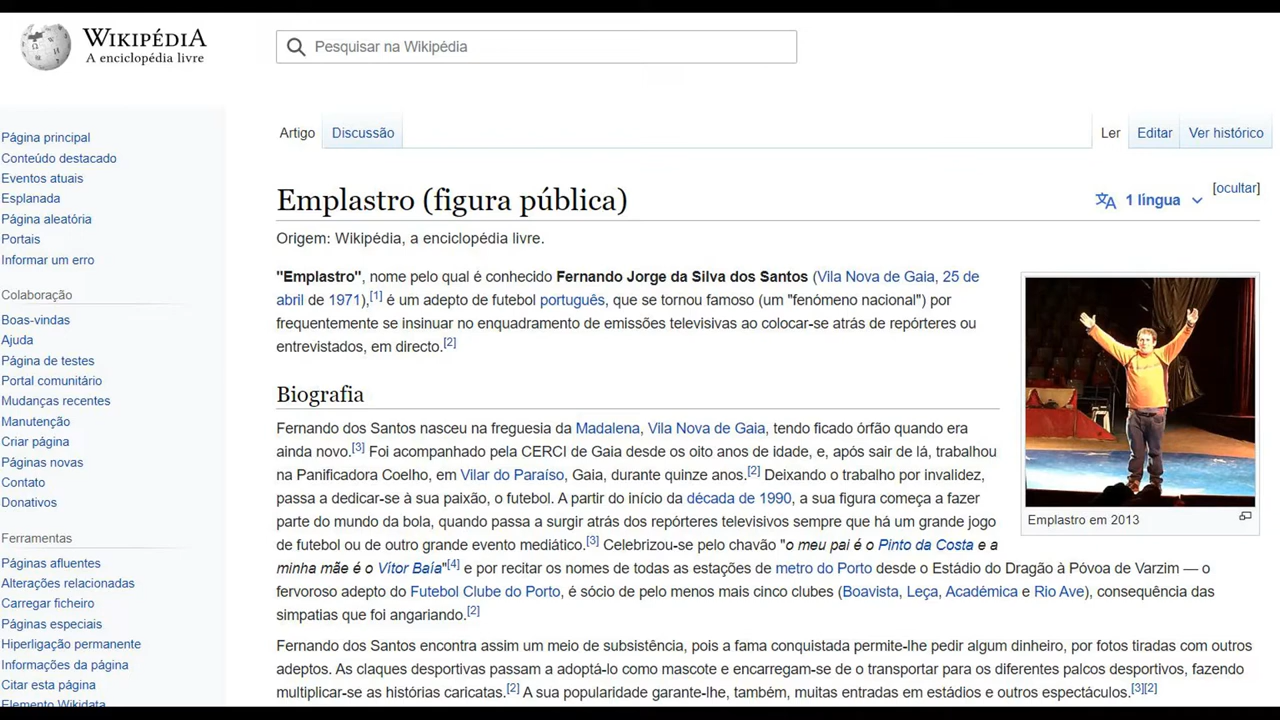 WIKIPÉDIA
A enciclopédia livre
Pesquisar na Wikipédia
Página principal
Conteúdo destacado
Eventos atuais
Esplanada
Página aleatória
Portais
Informar um erro
Colaboração
Boas-vindas
Ajuda
Página de testes
Portal comunitário
Mudanças recentes
Manutenção
Criar página
Páginas novas
Contato
Donativos
Ferramentas
Páginas afluentes
Alterações relacionadas
Carregar ficheiro
Páginas especiais
Hiperligação permanente
Informações da página
Citar esta página
Elemento Wikidata
Artigo Discussão Ler Editar Ver histórico
[ocultar]
Emplastro (figura pública) 1 língua
Origem: Wikipédia, a enciclopédia livre.
"Emplastro", nome pelo qual é conhecido Fernando Jorge da Silva dos Santos (Vila Nova de Gaia, 25 de
abril de 1971),[1] é um adepto de futebol português, que se tornou famoso (um "fenómeno nacional") por
frequentemente se insinuar no enquadramento de emissões televisivas ao colocar-se atrás de repórteres ou
entrevistados, em directo.[2]
Emplastro em 2013
Biografia
Fernando dos Santos nasceu na freguesia da Madalena, Vila Nova de Gaia, tendo ficado órfão quando era
ainda novo.[3] Foi acompanhado pela CERCI de Gaia desde os oito anos de idade, e, após sair de lá, trabalhou
na Panificadora Coelho, em Vilar do Paraíso, Gaia, durante quinze anos.[2] Deixando o trabalho por invalidez,
passa a dedicar-se à sua paixão, o futebol. A partir do início da década de 1990, a sua figura começa a fazer
parte do mundo da bola, quando passa a surgir atrás dos repórteres televisivos sempre que há um grande jogo
de futebol ou de outro grande evento mediático.[3] Celebrizou-se pelo chavão "o meu pai é o Pinto da Costa e a
minha mãe é o Vítor Baía"[4] e por recitar os nomes de todas as estações de metro do Porto desde o Estádio do Dragão à Póvoa de Varzim — o
fervoroso adepto do Futebol Clube do Porto, é sócio de pelo menos mais cinco clubes (Boavista, Leça, Académica e Rio Ave), consequência das
simpatias que foi angariando.[2]
Fernando dos Santos encontra assim um meio de subsistência, pois a fama conquistada permite-lhe pedir algum dinheiro, por fotos tiradas com outros
adeptos. As claques desportivas passam a adoptá-lo como mascote e encarregam-se de o transportar para os diferentes palcos desportivos, fazendo
multiplicar-se as histórias caricatas.[2] A sua popularidade garante-lhe, também, muitas entradas em estádios e outros espectáculos.[3][2]